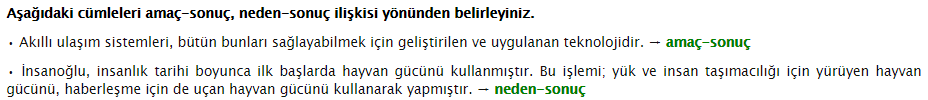 Aşağıdaki cümleleri amaç-sonuç, neden-sonuç ilişkisi yönünden belirleyiniz.
• Akıllı ulaşım sistemleri, bütün bunları sağlayabilmek için geliştirilen ve uygulanan teknolojidir. → amaç-sonuç
• İnsanoğlu, insanlık tarihi boyunca ilk başlarda hayvan gücünü kullanmıştır. Bu işlemi; yük ve insan taşımacılığı için yürüyen hayvan
gücünü, haberleşme için de uçan hayvan gücünü kullanarak yapmıştır. → neden-sonuç